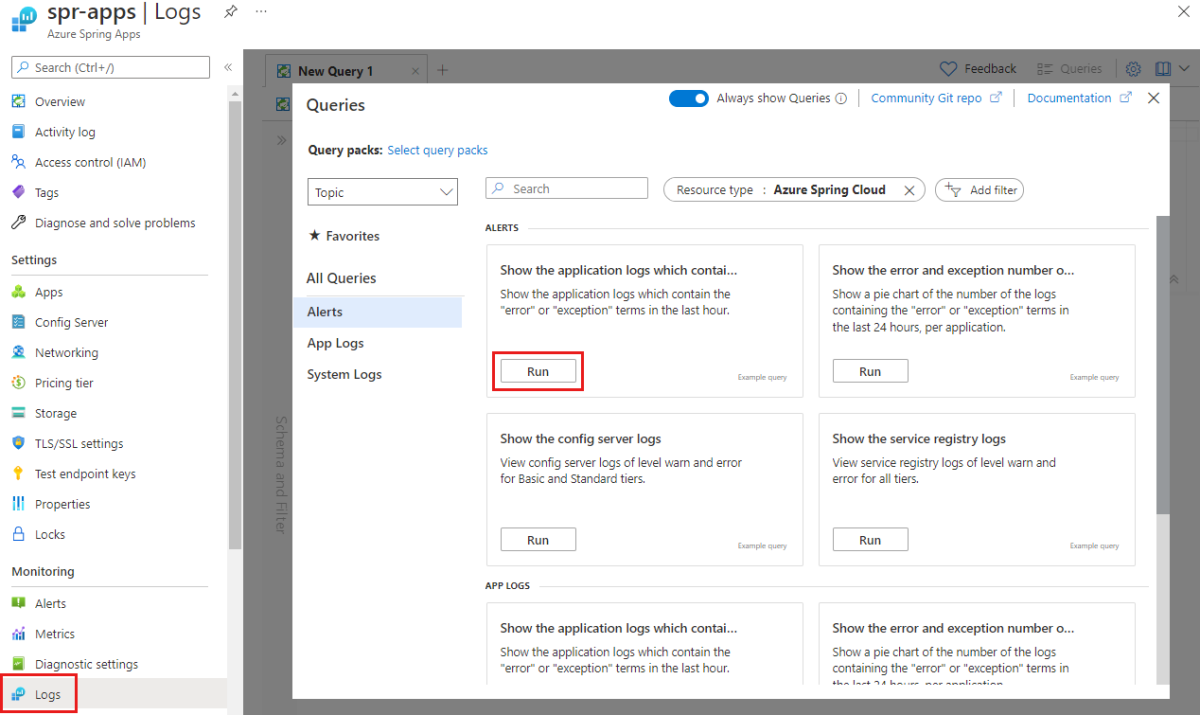 spr-apps | Logs
Azure Spring Apps
Search (Ctrl+/)
Overview
Activity log
Access control (IAM)
Tags
Diagnose and solve problems
Settings
Apps
Config Server
Networking
Pricing tier
Storage
TLS/SSL settings
Test endpoint keys
Properties
Locks
Monitoring
Alerts
Metrics
Diagnostic settings
Logs
New Query 1
Feedback
Queries
Schema and Filter
Queries
Always show Queries
Community Git repo
Documentation
Query packs: Select query packs
Topic
Search
Resource type : Azure Spring Cloud
Add filter
Favorites
All Queries
Alerts
App Logs
System Logs
ALERTS
Show the application logs which contai...
Show the application logs which contain the
"error" or "exception" terms in the last hour.
Run
Example query
Show the error and exception number o...
Show a pie chart of the number of the logs
containing the "error" or "exception" terms in
the last 24 hours, per application.
Run
Example query
Show the config server logs
View config server logs of level warn and error
for Basic and Standard tiers.
Run
Example query
Show the service registry logs
View service registry logs of level warn and
error for all tiers.
Run
Example query
APP LOGS
Show the application logs which contai...
Show the application logs which contain the
"error" or "exception" terms in the last hour.
Show the error and exception number o...
Show a pie chart of the number of the logs
containing the "error" or "exception" terms in
the last 24 hours, per application.